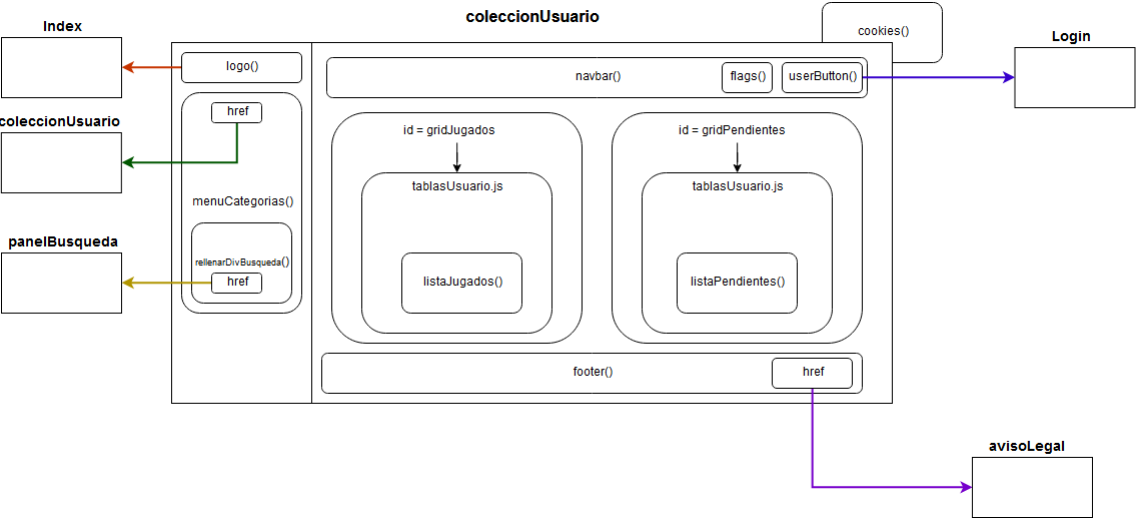 coleccionUsuario
cookies()
Index
Login
logo()
navbar()
flags()
userButton()
href
coleccionUsuario
id = gridJugados
id = gridPendientes
tablasUsuario.js
tablasUsuario.js
menuCategorias()
panelBusqueda
rellenarDivBusqueda()
href
listaJugados()
listaPendientes()
footer()
href
avisoLegal